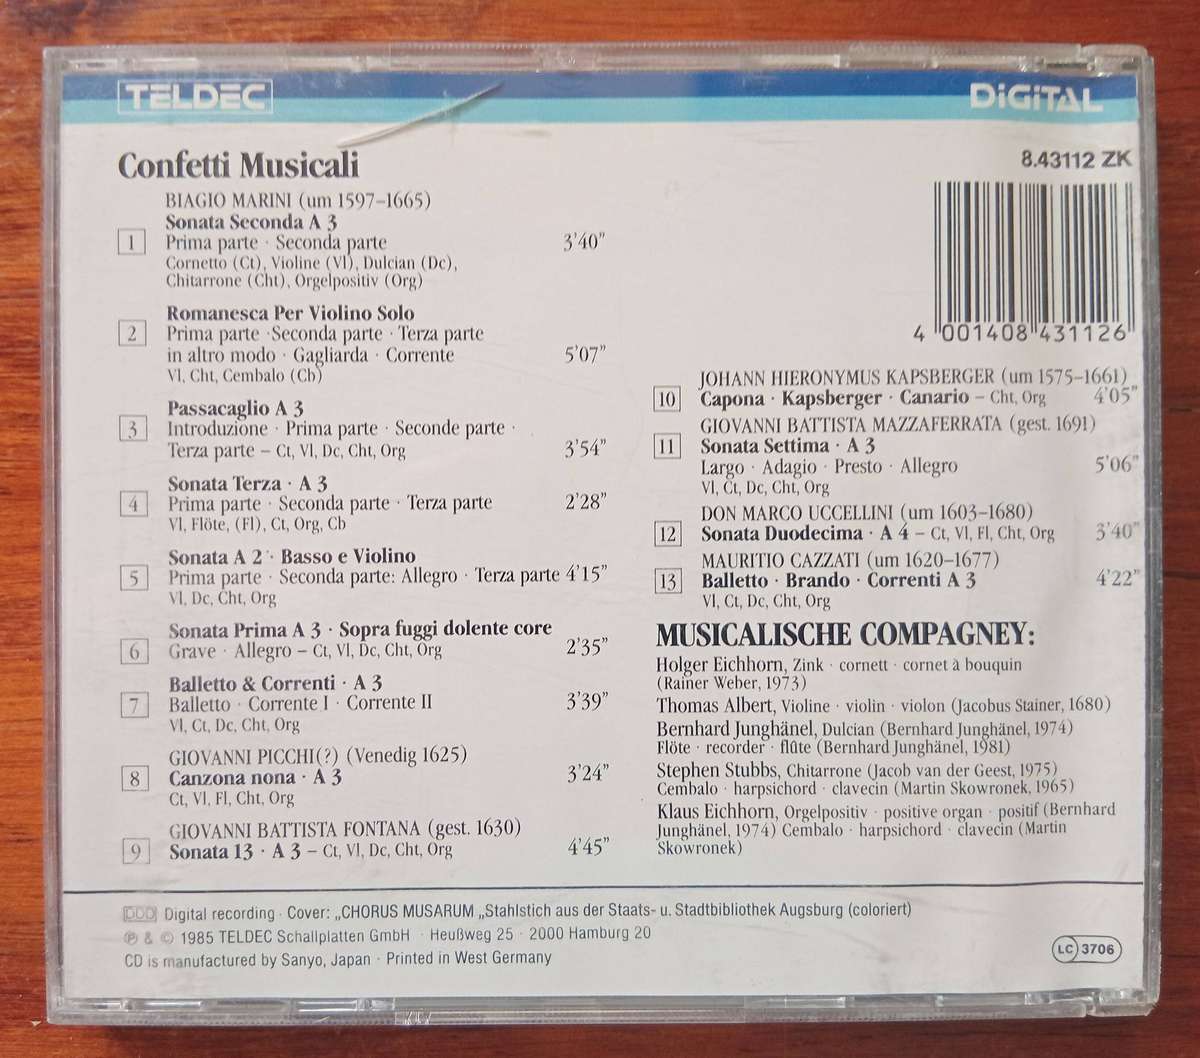 TELDEC
DiGiTAL
Confetti Musicali
8.43112 ZK
4 001408 431126
BIAGIO MARINI (um 1597–1665)
Sonata Seconda A 3
1 Prima parte · Seconda parte 3’40”
Cornetto (Ct), Violine (Vl), Dulcian (Dc),
Chitarrone (Cht), Orgelpositiv (Org)
Romanesca Per Violino Solo
2 Prima parte · Seconda parte · Terza parte
in altro modo · Gagliarda · Corrente 5’07”
Vl, Cht, Cembalo (Cb)
Passacaglio A 3
3 Introduzione · Prima parte · Seconde parte ·
Terza parte – Ct, Vl, Dc, Cht, Org 3’54”
Sonata Terza · A 3
4 Prima parte · Seconda parte · Terza parte 2’28”
Vl, Flöte, (Fl), Ct, Org, Cb
Sonata A 2 · Basso e Violino
5 Prima parte · Seconda parte: Allegro · Terza parte 4’15”
Vl, Dc, Cht, Org
Sonata Prima A 3 · Sopra fuggi dolente core
6 Grave · Allegro – Ct, Vl, Dc, Cht, Org 2’35”
Balletto & Correnti · A 3
7 Balletto · Corrente I · Corrente II 3’39”
Vl, Ct, Dc, Cht, Org
GIOVANNI PICCHI(?) (Venedig 1625)
8 Canzona nona · A 3 3’24”
Ct, Vl, Fl, Cht, Org
GIOVANNI BATTISTA FONTANA (gest. 1630)
9 Sonata 13 · A 3 – Ct, Vl, Dc, Cht, Org 4’45”
JOHANN HIERONYMUS KAPSBERGER (um 1575–1661)
10 Capona · Kapsberger · Canario – Cht, Org 4’05”
GIOVANNI BATTISTA MAZZAFERRATA (gest. 1691)
11 Sonata Settima · A 3
Largo · Adagio · Presto · Allegro 5’06”
Vl, Ct, Dc, Cht, Org
DON MARCO UCCELLINI (um 1603–1680)
12 Sonata Duodecima · A 4 – Ct, Vl, Fl, Cht, Org 3’40”
MAURITIO CAZZATI (um 1620–1677)
13 Balletto · Brando · Correnti A 3 4’22”
Vl, Ct, Dc, Cht, Org
MUSICALISCHE COMPAGNEY:
Holger Eichhorn, Zink · cornett · cornet à bouquin
(Rainer Weber, 1973)
Thomas Albert, Violine · violin · violon (Jacobus Stainer, 1680)
Bernhard Junghänel, Dulcian (Bernhard Junghänel, 1974)
Flöte · recorder · flûte (Bernhard Junghänel, 1981)
Stephen Stubbs, Chitarrone (Jacob van der Geest, 1975)
Cembalo · harpsichord · clavecin (Martin Skowronek, 1965)
Klaus Eichhorn, Orgelpositiv · positive organ · positif (Bernhard
Junghänel, 1974) Cembalo · harpsichord · clavecin (Martin
Skowronek)
DDD Digital recording · Cover: „CHORUS MUSARUM „Stahlstich aus der Staats- u. Stadtbibliothek Augsburg (coloriert)
℗ & © 1985 TELDEC Schallplatten GmbH · Heußweg 25 · 2000 Hamburg 20
CD is manufactured by Sanyo, Japan · Printed in West Germany
LC 3706